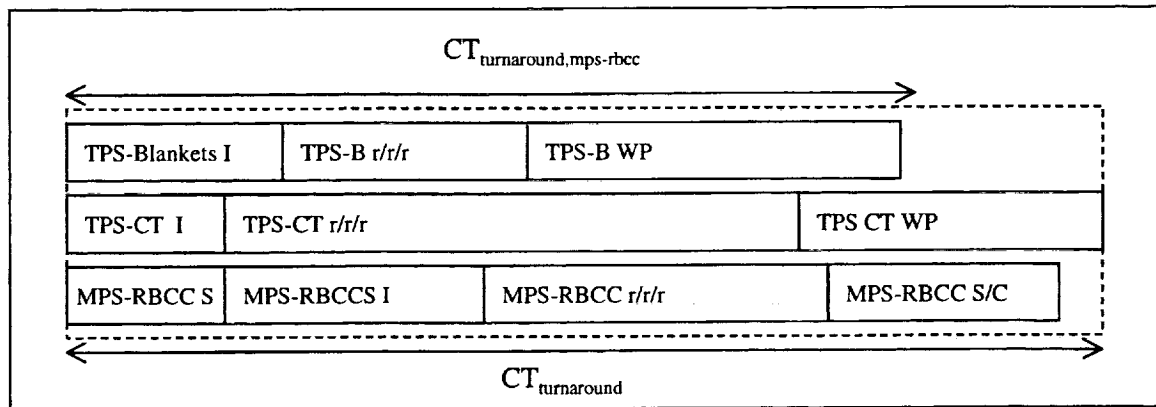 CTturnaround,mps-rbcc
TPS-Blankets I TPS-B r/r/r TPS-B WP
TPS-CT I TPS-CT r/r/r TPS CT WP
MPS-RBCC S MPS-RBCCS I MPS-RBCC r/r/r MPS-RBCC S/C
CTturnaround